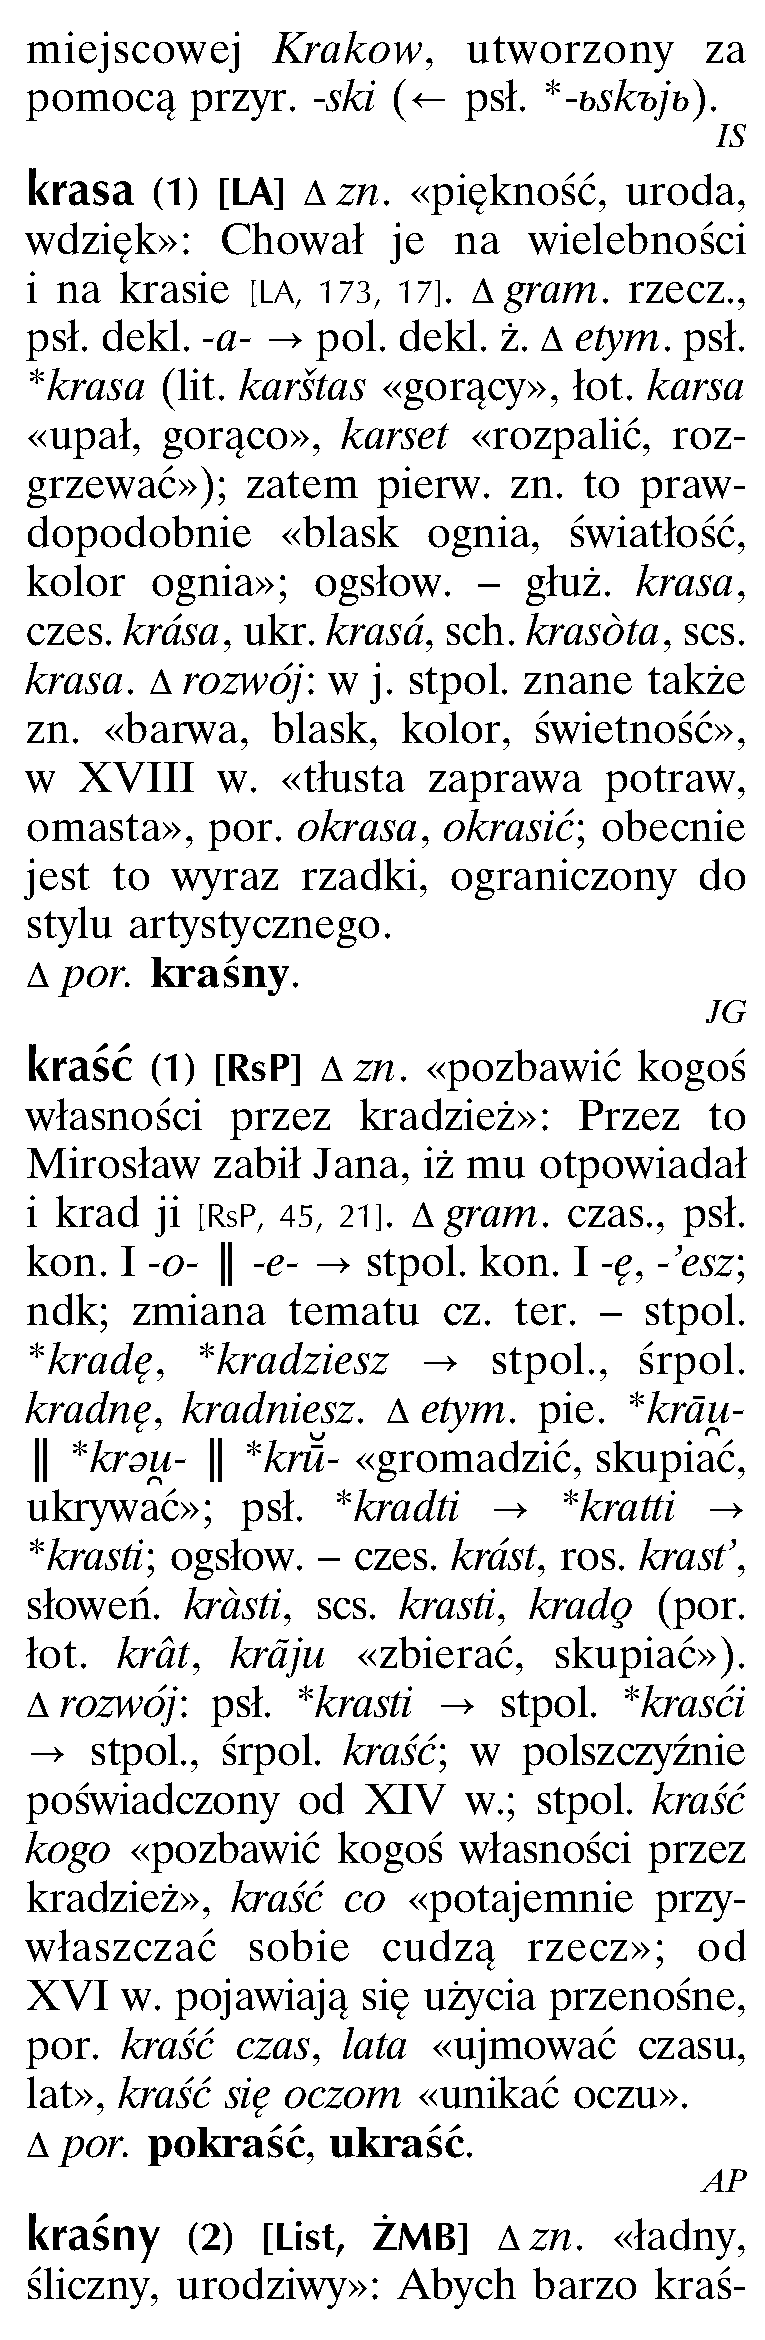 miejscowej Krakow, utworzony za
pomocą przyr. -ski (← psł. *-ьskъjь).
IS
krasa (1) [LA] Δ zn. «piękność, uroda,
wdzięk»: Chował je na wielebności
i na krasie [LA, 173, 17]. Δ gram. rzecz.,
psł. dekl. -a- → pol. dekl. ż. Δ etym. psł.
*krasa (lit. karštas «gorący», łot. karsa
«upał, gorąco», karset «rozpalić, roz-
grzewać»); zatem pierw. zn. to praw-
dopodobnie «blask ognia, światłość,
kolor ognia»; ogsłow. – głuż. krasa,
czes. krása, ukr. krasá, sch. krasòta, scs.
krasa. Δ rozwój: w j. stpol. znane także
zn. «barwa, blask, kolor, świetność»,
w XVIII w. «tłusta zaprawa potraw,
omasta», por. okrasa, okrasić; obecnie
jest to wyraz rzadki, ograniczony do
stylu artystycznego.
Δ por. kraśny.
JG
kraść (1) [RsP] Δ zn. «pozbawić kogoś
własności przez kradzież»: Przez to
Mirosław zabił Jana, iż mu otpowiadał
i krad ji [RsP, 45, 21]. Δ gram. czas., psł.
kon. I -o- ‖ -e- → stpol. kon. I -ę, -’esz;
ndk; zmiana tematu cz. ter. – stpol.
*kradę, *kradziesz → stpol., śrpol.
kradnę, kradniesz. Δ etym. pie. *krāu̯-
‖ *krəu̯- ‖ *krū̆- «gromadzić, skupiać,
ukrywać»; psł. *kradti → *kratti →
*krasti; ogsłow. – czes. krást, ros. krast’,
słoweń. kràsti, scs. krasti, kradǫ (por.
łot. krât, krãju «zbierać, skupiać»).
Δ rozwój: psł. *krasti → stpol. *krasći
→ stpol., śrpol. kraść; w polszczyźnie
poświadczony od XIV w.; stpol. kraść
kogo «pozbawić kogoś własności przez
kradzież», kraść co «potajemnie przy-
właszczać sobie cudzą rzecz»; od
XVI w. pojawiają się użycia przenośne,
por. kraść czas, lata «ujmować czasu,
lat», kraść się oczom «unikać oczu».
Δ por. pokraść, ukraść.
AP
kraśny (2) [List, ŻMB] Δ zn. «ładny,
śliczny, urodziwy»: Abych barzo kraś-